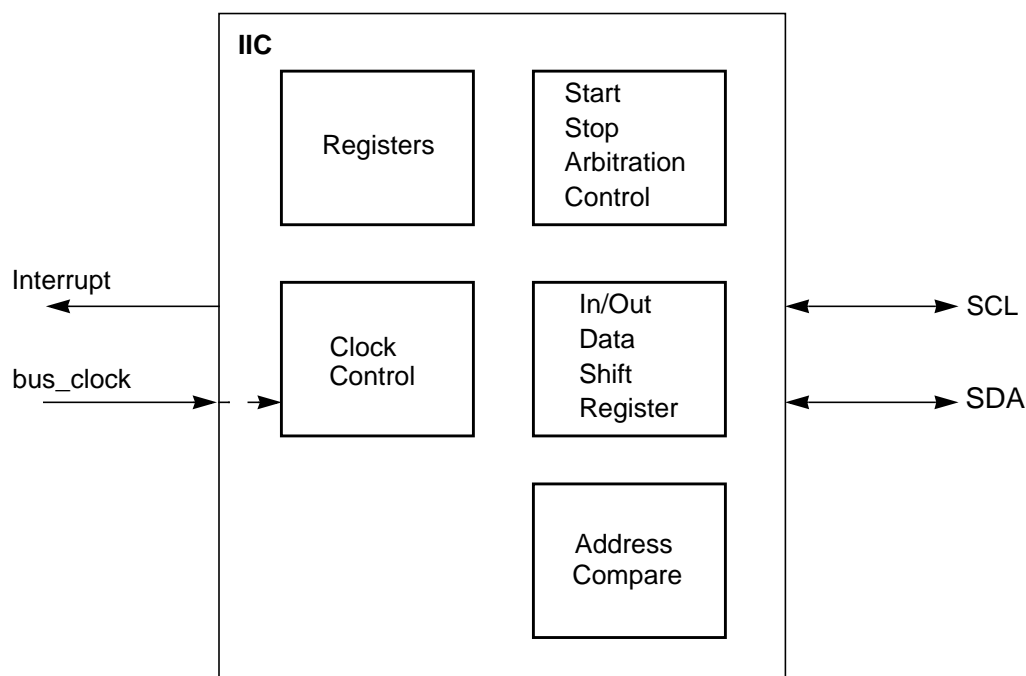 IIC
Registers
Start
Stop
Arbitration
Control
Interrupt
bus_clock
Clock
Control
In/Out
Data
Shift
Register
SCL
SDA
Address
Compare